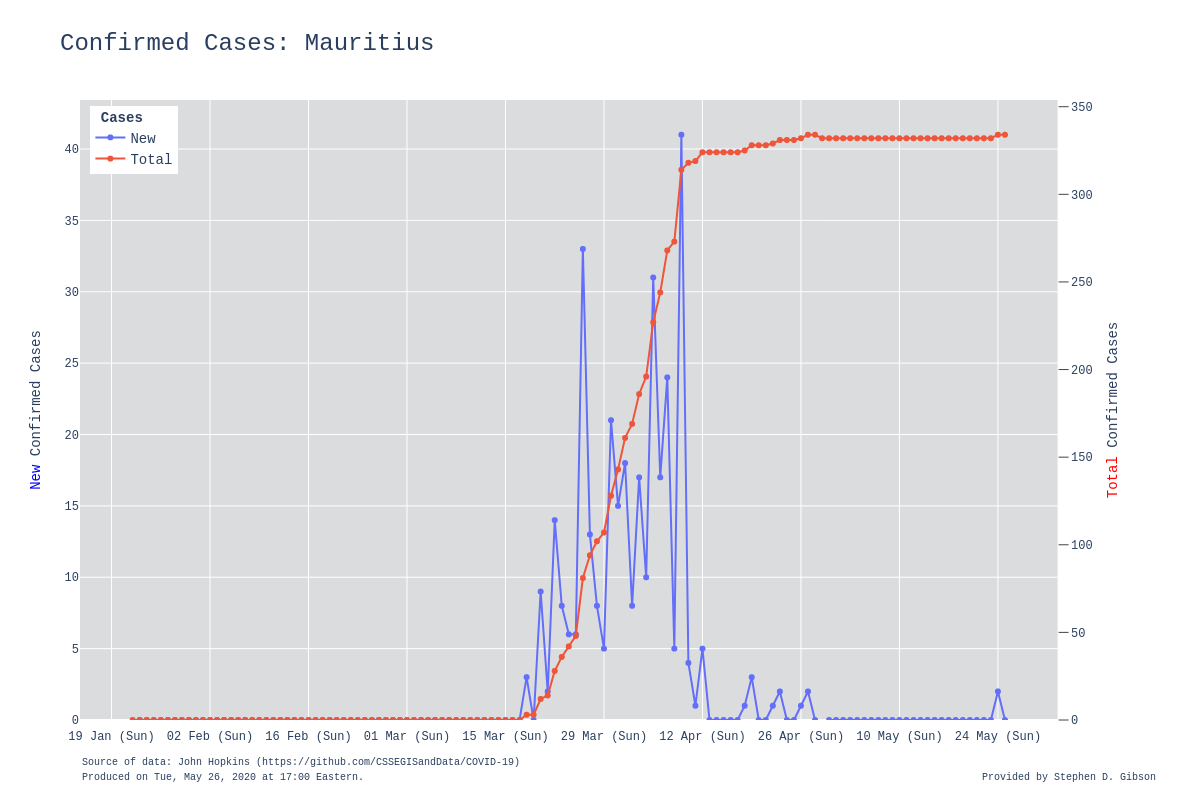 Confirmed Cases: Mauritius
Cases
New
Total
40
35
30
25
20
15
10
5
0
350
300
250
200
150
100
50
0
New Confirmed Cases
Total Confirmed Cases
19 Jan (Sun) 02 Feb (Sun) 16 Feb (Sun) 01 Mar (Sun) 15 Mar (Sun) 29 Mar (Sun) 12 Apr (Sun) 26 Apr (Sun) 10 May (Sun) 24 May (Sun)
Source of data: John Hopkins (https://github.com/CSSEGISandData/COVID-19)
Produced on Tue, May 26, 2020 at 17:00 Eastern.
Provided by Stephen D. Gibson